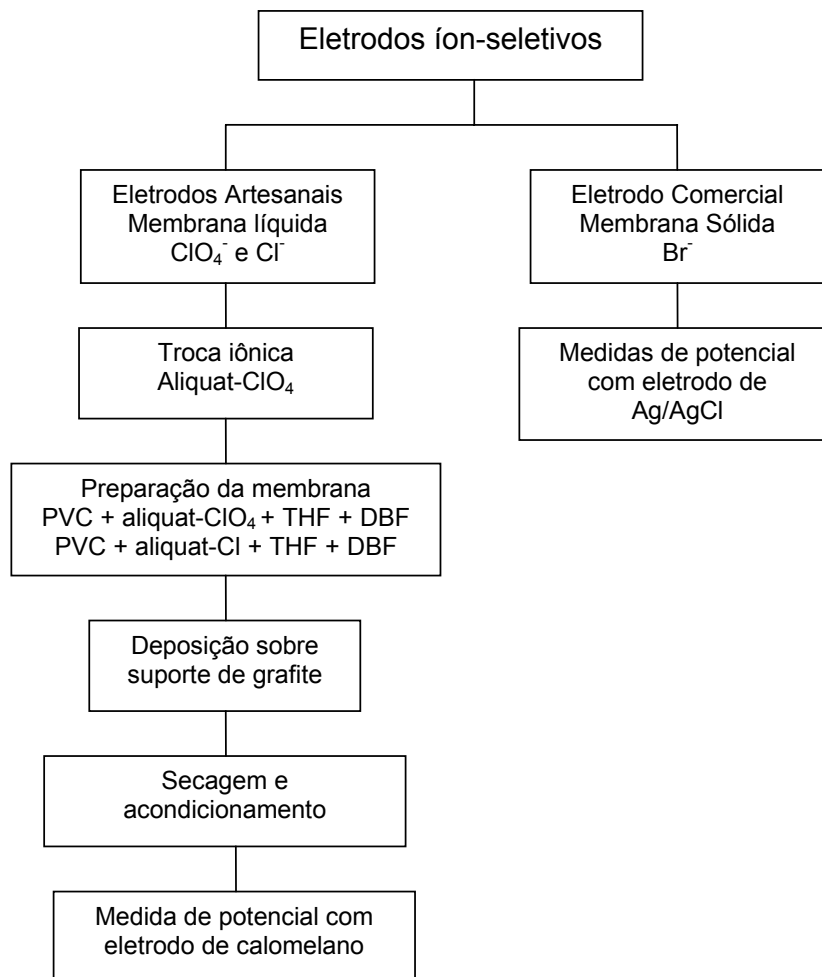 Eletrodos íon-seletivos
Eletrodos Artesanais
Membrana líquida
ClO₄⁻ e Cl⁻
Eletrodo Comercial
Membrana Sólida
Br⁻
Troca iônica
Aliquat-ClO₄
Medidas de potencial
com eletrodo de
Ag/AgCl
Preparação da membrana
PVC + aliquat-ClO₄ + THF + DBF
PVC + aliquat-Cl + THF + DBF
Deposição sobre
suporte de grafite
Secagem e
acondicionamento
Medida de potencial com
eletrodo de calomelano